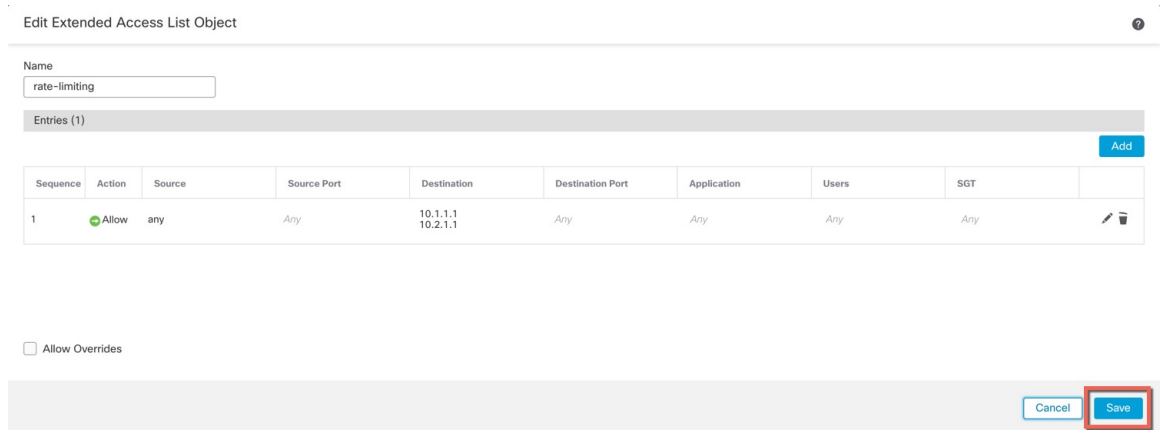 Edit Extended Access List Object
?
Name
rate-limiting
Entries (1)
Add
Sequence Action Source Source Port Destination Destination Port Application Users SGT
1 Allow any Any 10.1.1.1 Any Any Any Any
10.2.1.1
Allow Overrides
Cancel Save